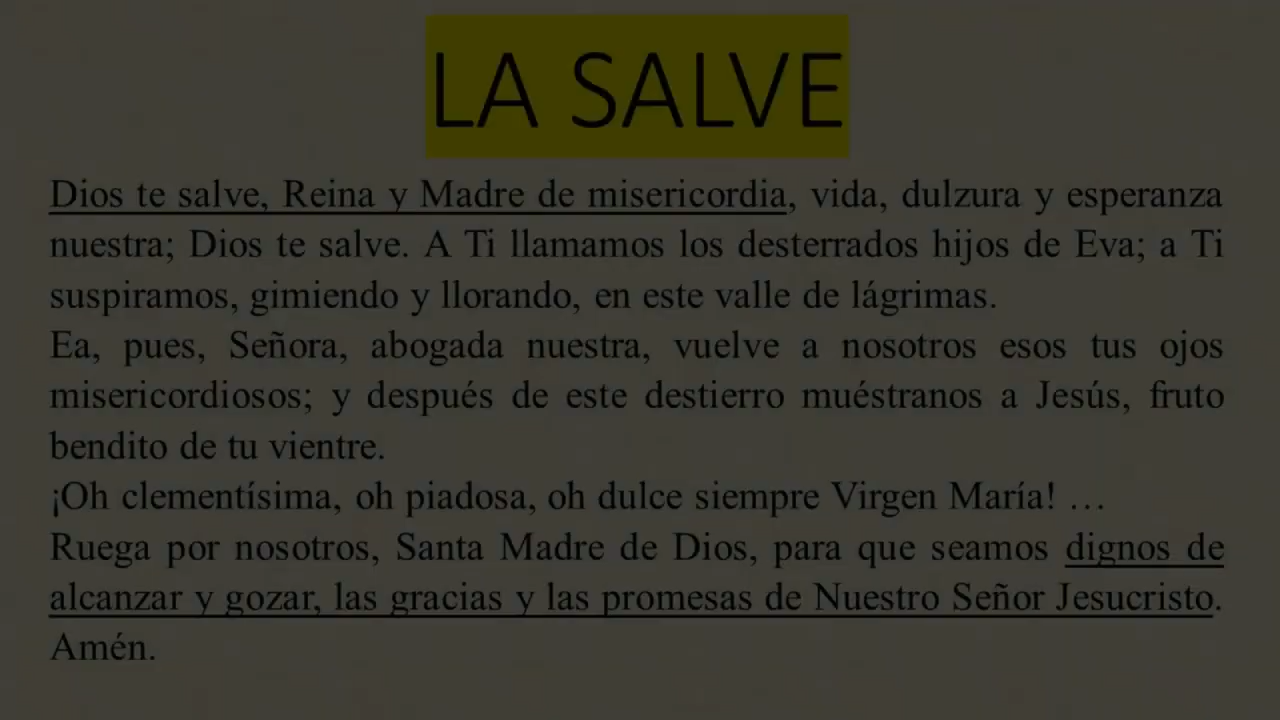 LA SALVE
Dios te salve, Reina y Madre de misericordia, vida, dulzura y esperanza
nuestra; Dios te salve. A Ti llamamos los desterrados hijos de Eva; a Ti
suspiramos, gimiendo y llorando, en este valle de lágrimas.
Ea, pues, Señora, abogada nuestra, vuelve a nosotros esos tus ojos
misericordiosos; y después de este destierro muéstranos a Jesús, fruto
bendito de tu vientre.
¡Oh clementísima, oh piadosa, oh dulce siempre Virgen María! …
Ruega por nosotros, Santa Madre de Dios, para que seamos dignos de
alcanzar y gozar, las gracias y las promesas de Nuestro Señor Jesucristo.
Amén.